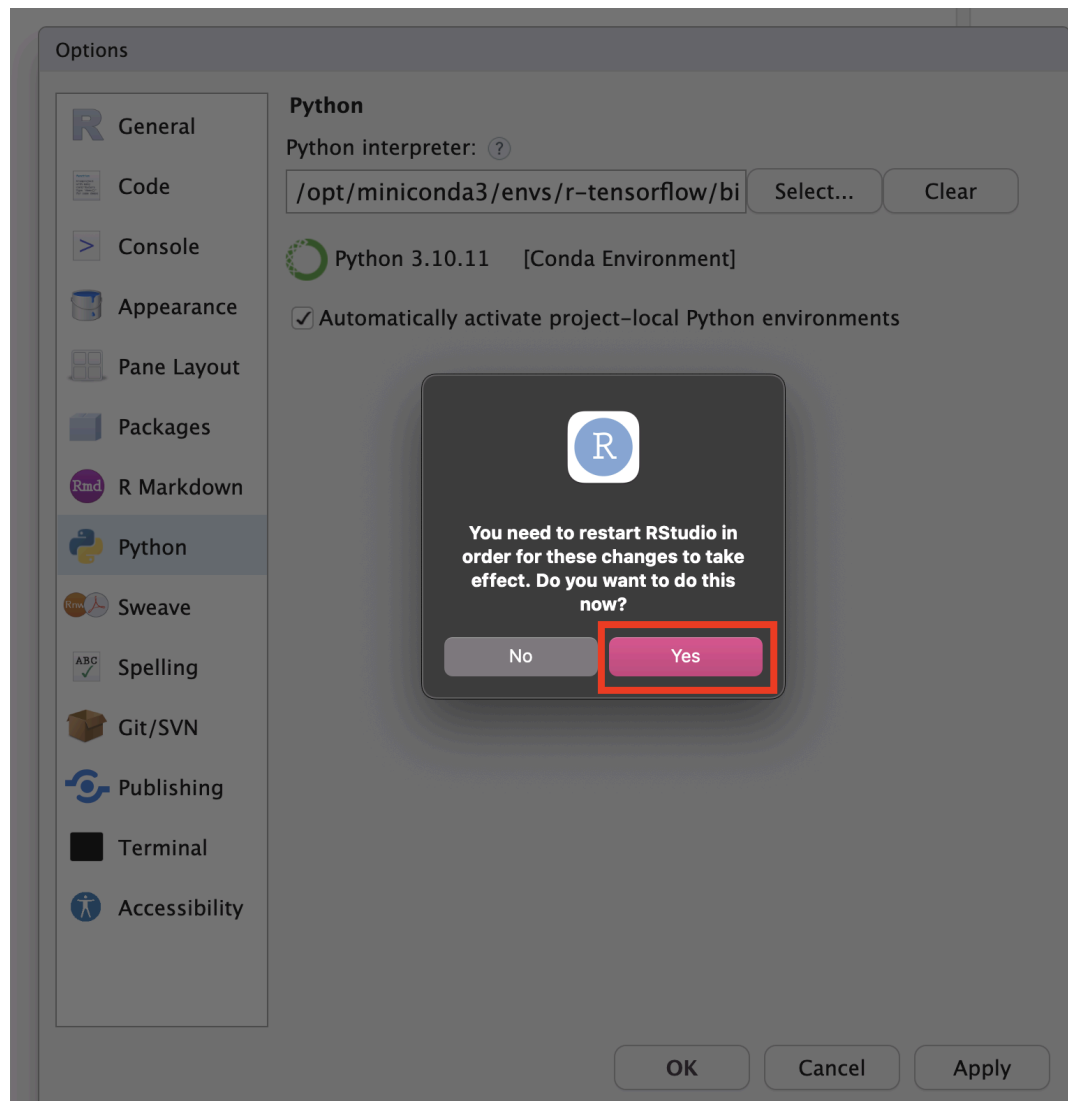 Options
R
General
Code
>
Console
Appearance
Pane Layout
Packages
Rmd
R Markdown
Python
Rnw
Sweave
ABC
Spelling
Git/SVN
Publishing
Terminal
Accessibility
Python
Python interpreter: ?
/opt/miniconda3/envs/r-tensorflow/bi
Select...
Clear
Python 3.10.11 [Conda Environment]
Automatically activate project-local Python environments
R
You need to restart RStudio in
order for these changes to take
effect. Do you want to do this
now?
No
Yes
OK
Cancel
Apply